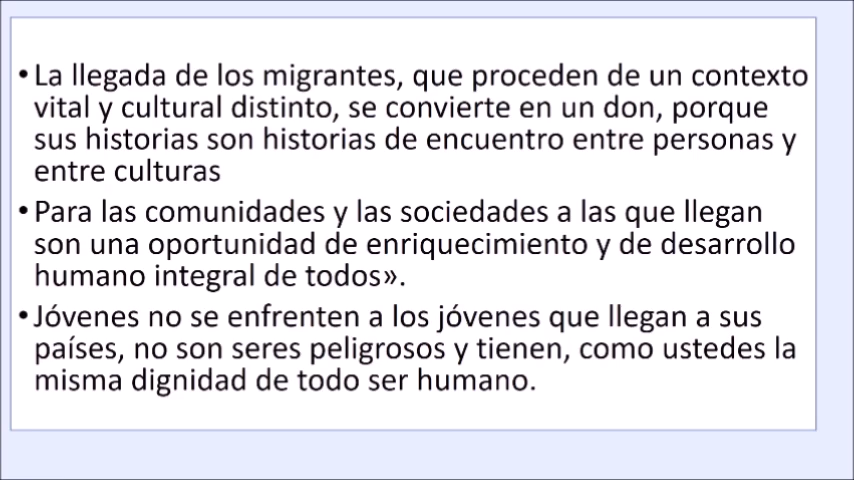 • La llegada de los migrantes, que proceden de un contexto
vital y cultural distinto, se convierte en un don, porque
sus historias son historias de encuentro entre personas y
entre culturas
• Para las comunidades y las sociedades a las que llegan
son una oportunidad de enriquecimiento y de desarrollo
humano integral de todos».
• Jóvenes no se enfrenten a los jóvenes que llegan a sus
países, no son seres peligrosos y tienen, como ustedes la
misma dignidad de todo ser humano.